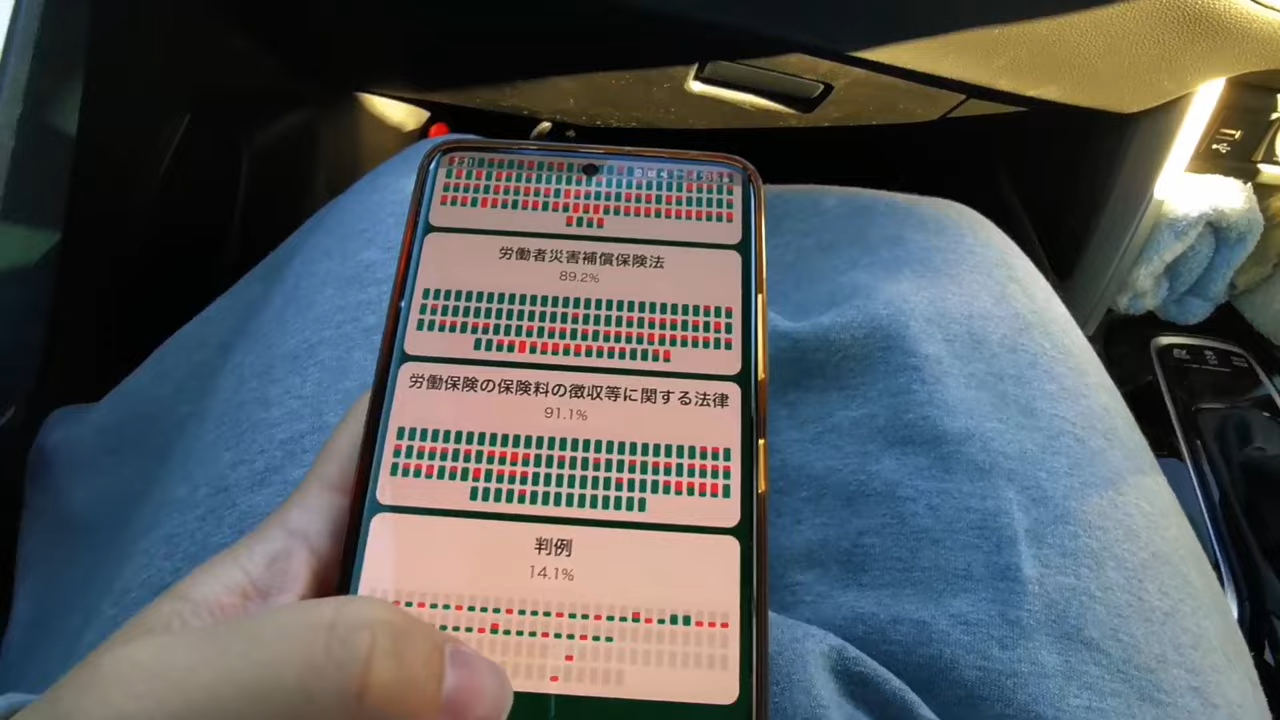 労働者災害補償保険法
89.2%
労働保険の保険料の徴収等に関する法律
91.1%
判例
14.1%